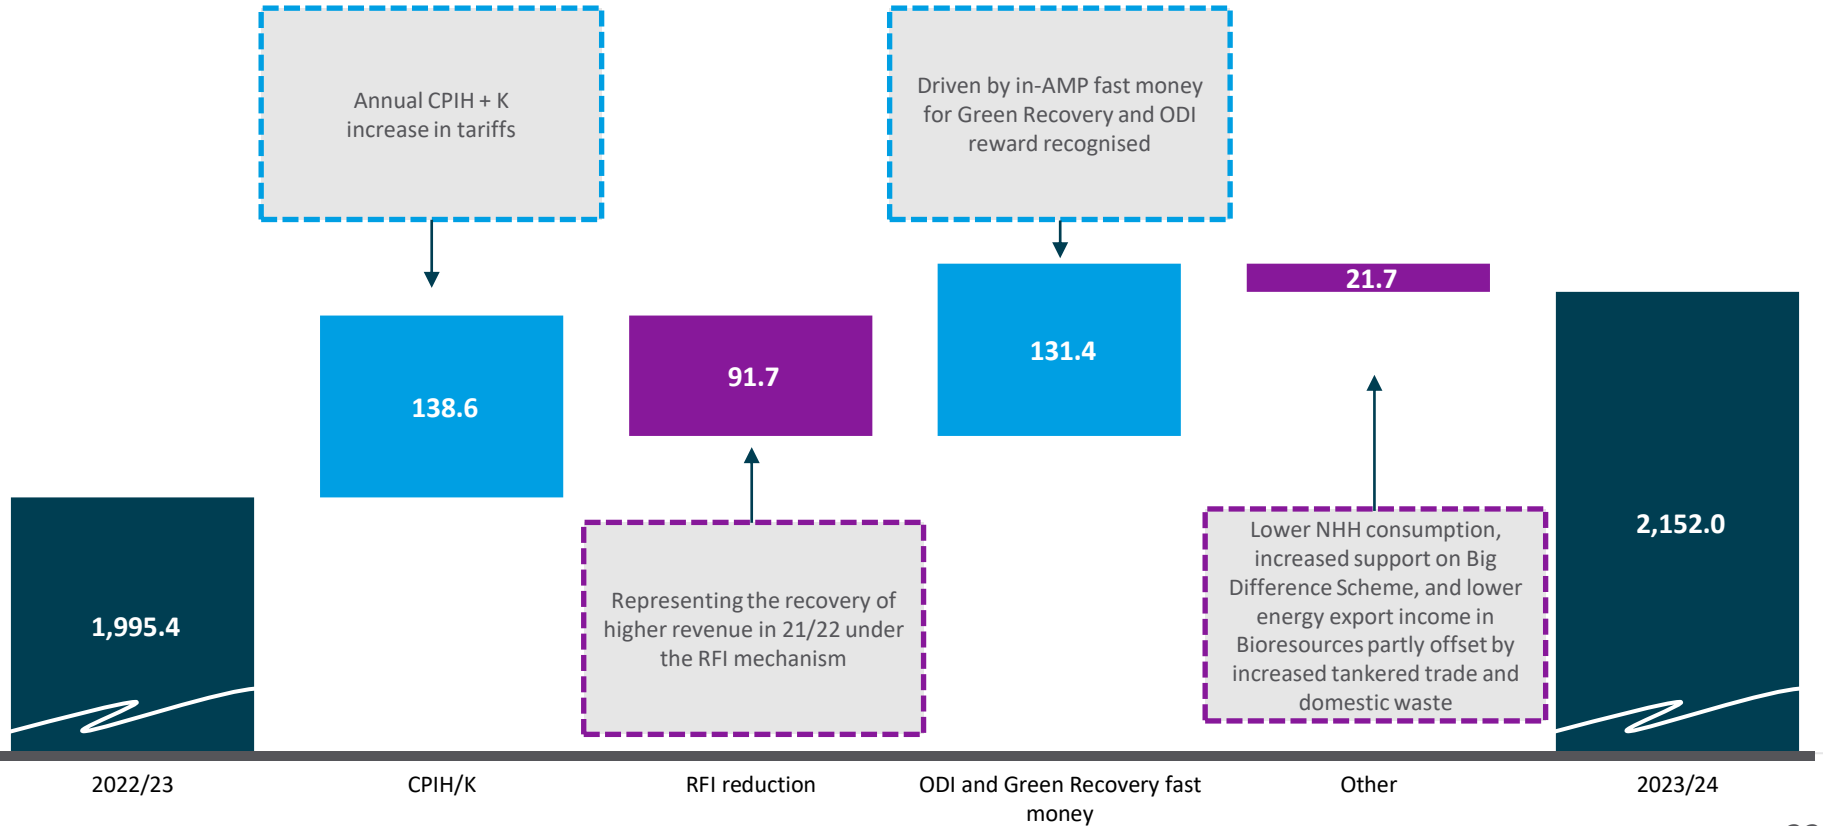 Annual CPIH + K
increase in tariffs
Driven by in-AMP fast money
for Green Recovery and ODI
reward recognised
138.6
91.7
131.4
21.7
1,995.4
2,152.0
Representing the recovery of
higher revenue in 21/22 under
the RFI mechanism
Lower NHH consumption,
increased support on Big
Difference Scheme, and lower
energy export income in
Bioresources partly offset by
increased tankered trade and
domestic waste
2022/23
CPIH/K
RFI reduction
ODI and Green Recovery fast
money
Other
2023/24